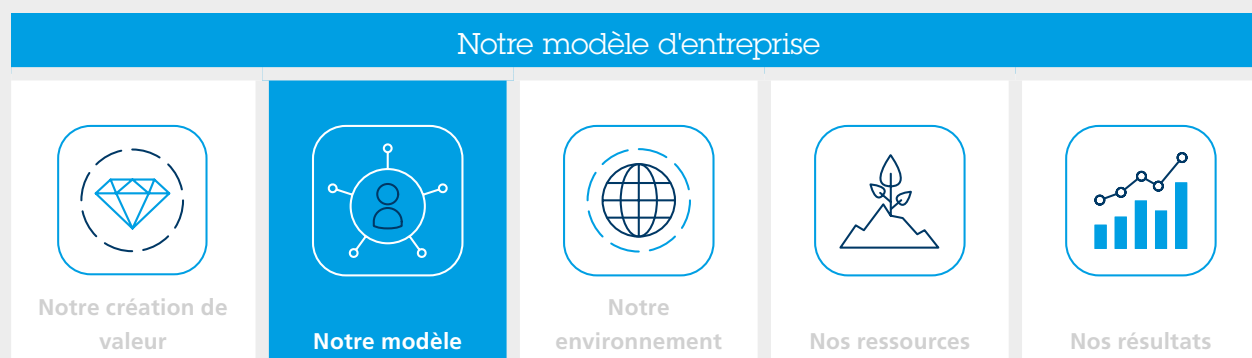 Notre modèle d'entreprise
Notre création de
valeur
Notre modèle
Notre
environnement
Nos ressources
Nos résultats